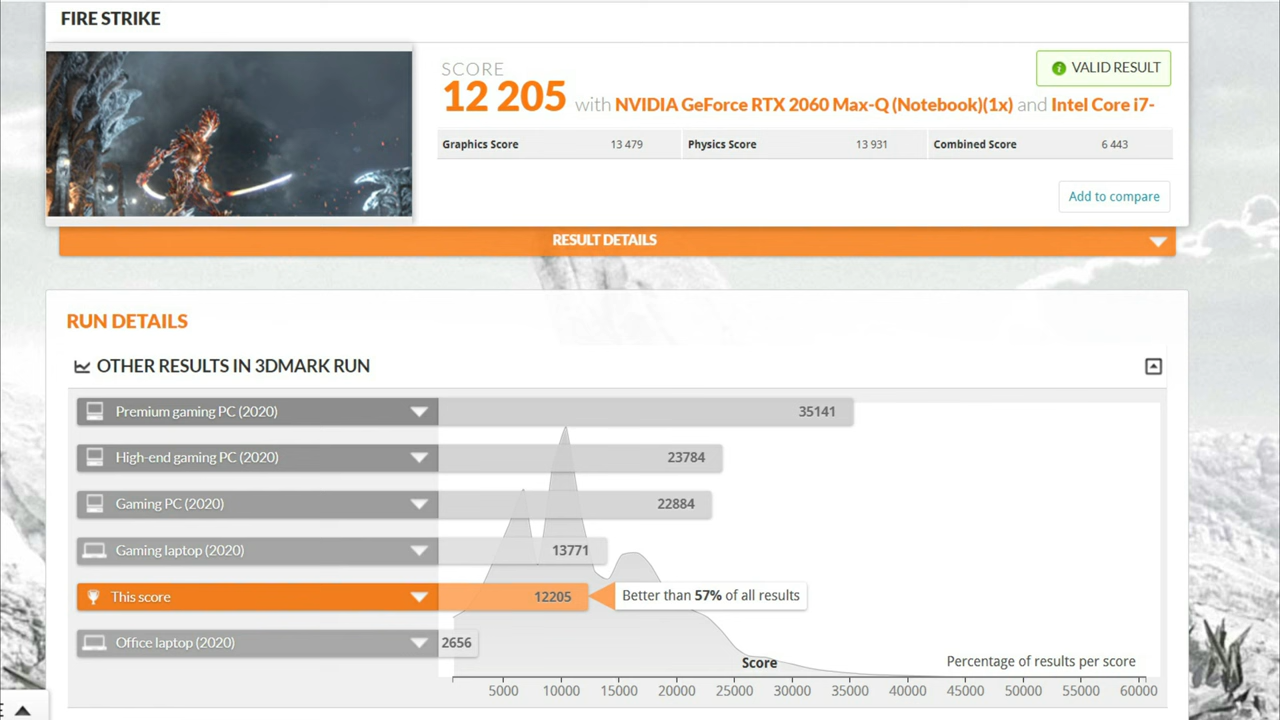 FIRE STRIKE
SCORE
VALID RESULT
12 205 with NVIDIA GeForce RTX 2060 Max-Q (Notebook)(1x) and Intel Core i7-
Graphics Score 13 479 Physics Score 13 931 Combined Score 6 443
Add to compare
RESULT DETAILS
RUN DETAILS
OTHER RESULTS IN 3DMARK RUN
Premium gaming PC (2020) 35141
High-end gaming PC (2020) 23784
Gaming PC (2020) 22884
Gaming laptop (2020) 13771
This score 12205 Better than 57% of all results
Office laptop (2020) 2656
Score Percentage of results per score
5000 10000 15000 20000 25000 30000 35000 40000 45000 50000 55000 60000